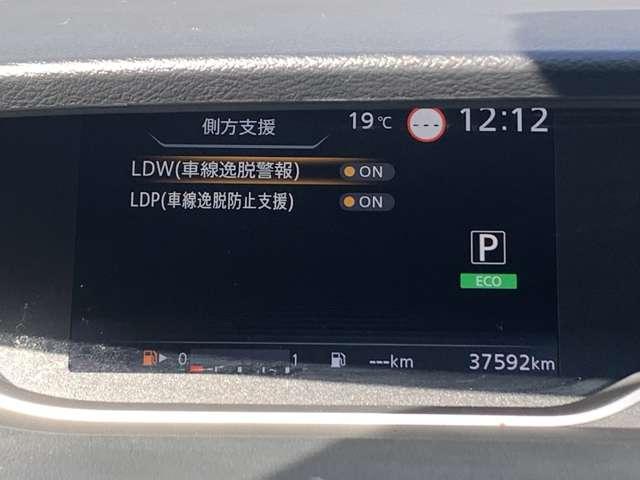 側方支援 19℃ --- 12:12
LDW(車線逸脱警報) ON
LDP(車線逸脱防止支援) ON
P
ECO
0 1 ---km 37592km